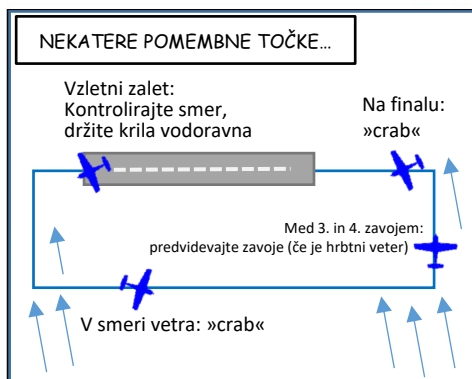 NEKATERE POMEMBNE TOČKE…
Vzletni zalet:
Kontrolirajte smer,
držite krila vodoravna
Na finalu:
»crab«
Med 3. in 4. zavojem:
predvidevajte zavoje (če je hrbtni veter)
V smeri vetra: »crab«